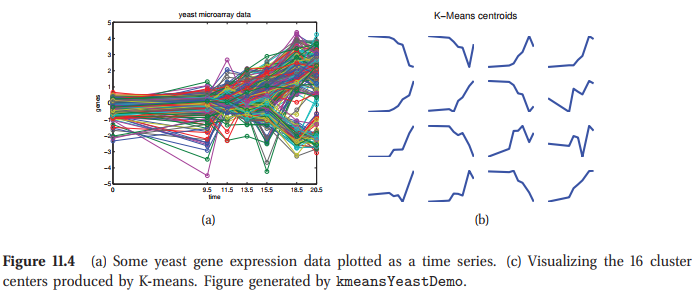 yeast microarray data
5
4
3
2
1
0
−1
−2
−3
−4
−5
genes
0 9.5 11.5 13.5 15.5 18.5 20.5
time
(a)
K−Means centroids
(b)
Figure 11.4 (a) Some yeast gene expression data plotted as a time series. (c) Visualizing the 16 cluster
centers produced by K-means. Figure generated by kmeansYeastDemo.